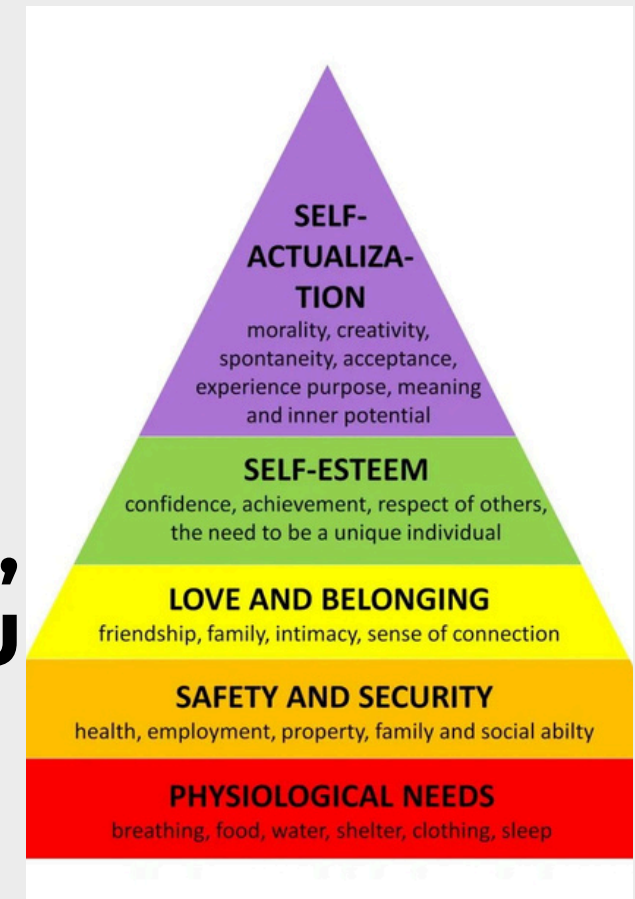 SELF-
ACTUALIZA-
TION
morality, creativity,
spontaneity, acceptance,
experience purpose, meaning
and inner potential
SELF-ESTEEM
confidence, achievement, respect of others,
the need to be a unique individual
LOVE AND BELONGING
friendship, family, intimacy, sense of connection
SAFETY AND SECURITY
health, employment, property, family and social abilty
PHYSIOLOGICAL NEEDS
breathing, food, water, shelter, clothing, sleep